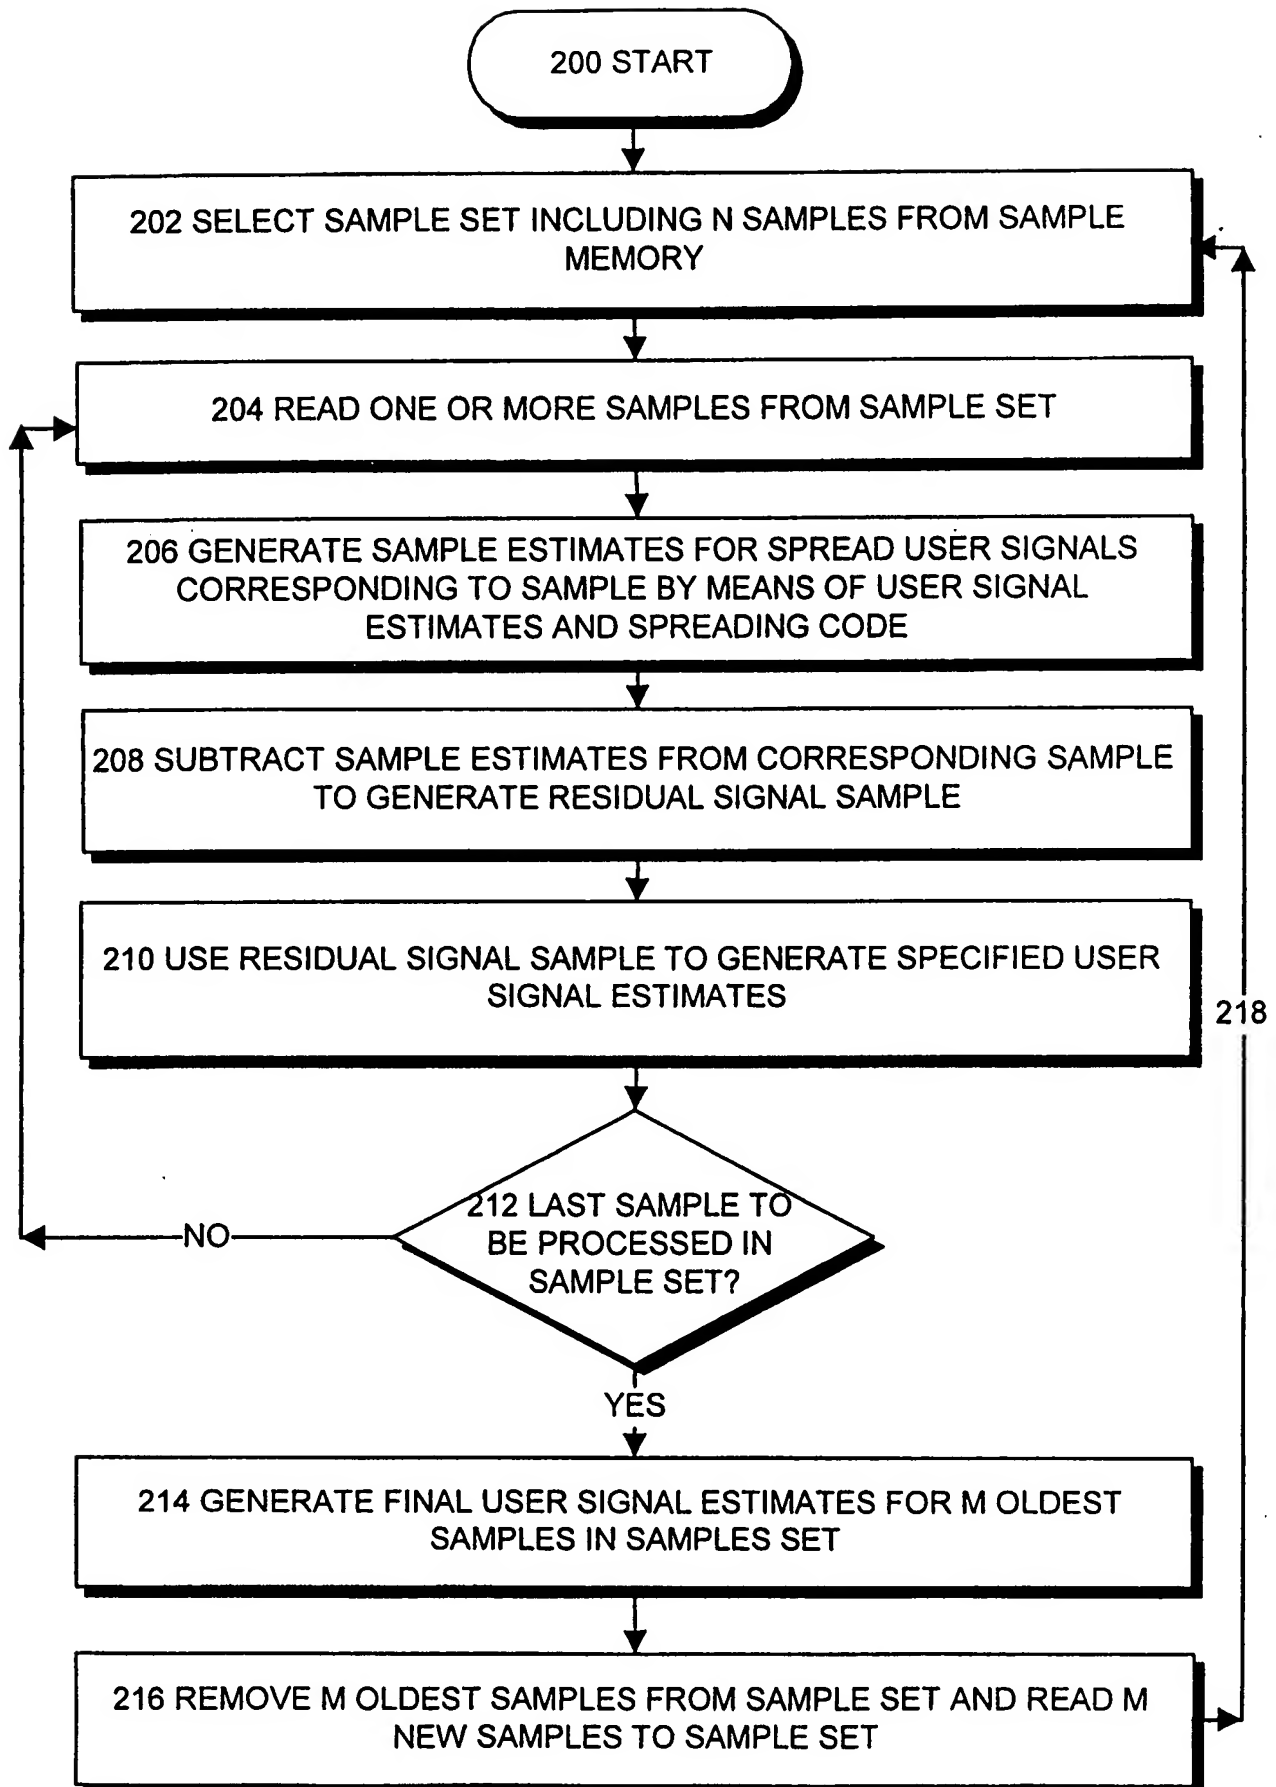 200 START
202 SELECT SAMPLE SET INCLUDING N SAMPLES FROM SAMPLE
MEMORY
204 READ ONE OR MORE SAMPLES FROM SAMPLE SET
206 GENERATE SAMPLE ESTIMATES FOR SPREAD USER SIGNALS
CORRESPONDING TO SAMPLE BY MEANS OF USER SIGNAL
ESTIMATES AND SPREADING CODE
208 SUBTRACT SAMPLE ESTIMATES FROM CORRESPONDING SAMPLE
TO GENERATE RESIDUAL SIGNAL SAMPLE
210 USE RESIDUAL SIGNAL SAMPLE TO GENERATE SPECIFIED USER
SIGNAL ESTIMATES
218
212 LAST SAMPLE TO
BE PROCESSED IN
SAMPLE SET?
NO
YES
214 GENERATE FINAL USER SIGNAL ESTIMATES FOR M OLDEST
SAMPLES IN SAMPLES SET
216 REMOVE M OLDEST SAMPLES FROM SAMPLE SET AND READ M
NEW SAMPLES TO SAMPLE SET